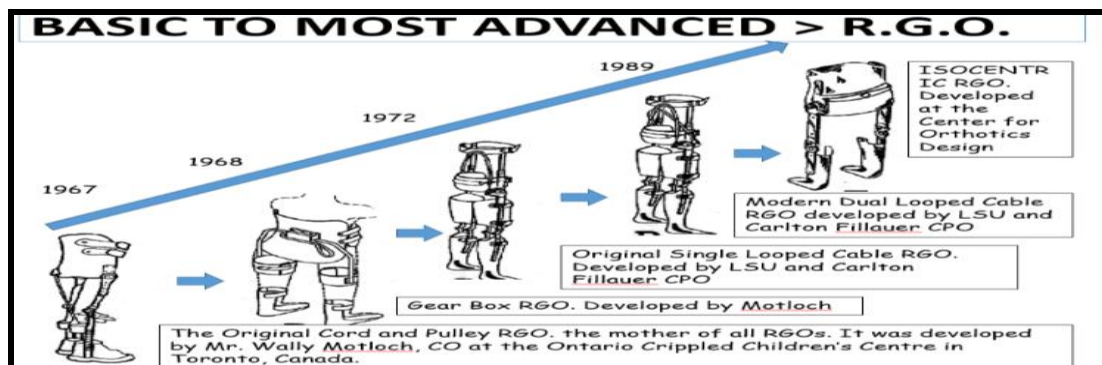 BASIC TO MOST ADVANCED > R.G.O.
1989
ISOCENTR
IC RGO.
Developed
at the
Center for
Orthotics
Design
1972
1968
1967
Modern Dual Looped Cable
RGO developed by LSU and
Carlton Fillauer CPO
Original Single Looped Cable RGO.
Developed by LSU and Carlton
Fillauer CPO
Gear Box RGO. Developed by Motloch
The Original Cord and Pulley RGO. the mother of all RGOs. It was developed
by Mr. Wally Motloch, CO at the Ontario Crippled Children's Centre in
Toronto, Canada.